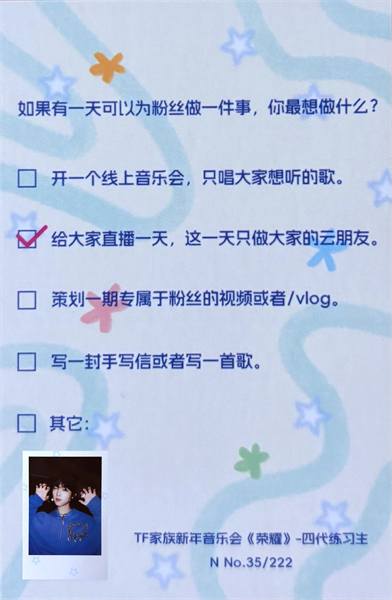 如果有一天可以为粉丝做一件事，你最想做什么？
开一个线上音乐会，只唱大家想听的歌。
给大家直播一天，这一天只做大家的云朋友。
策划一期专属于粉丝的视频或者/vlog。
写一封手写信或者写一首歌。
其它：
TF家族新年音乐会《荣耀》-四代练习主
N No.35/222